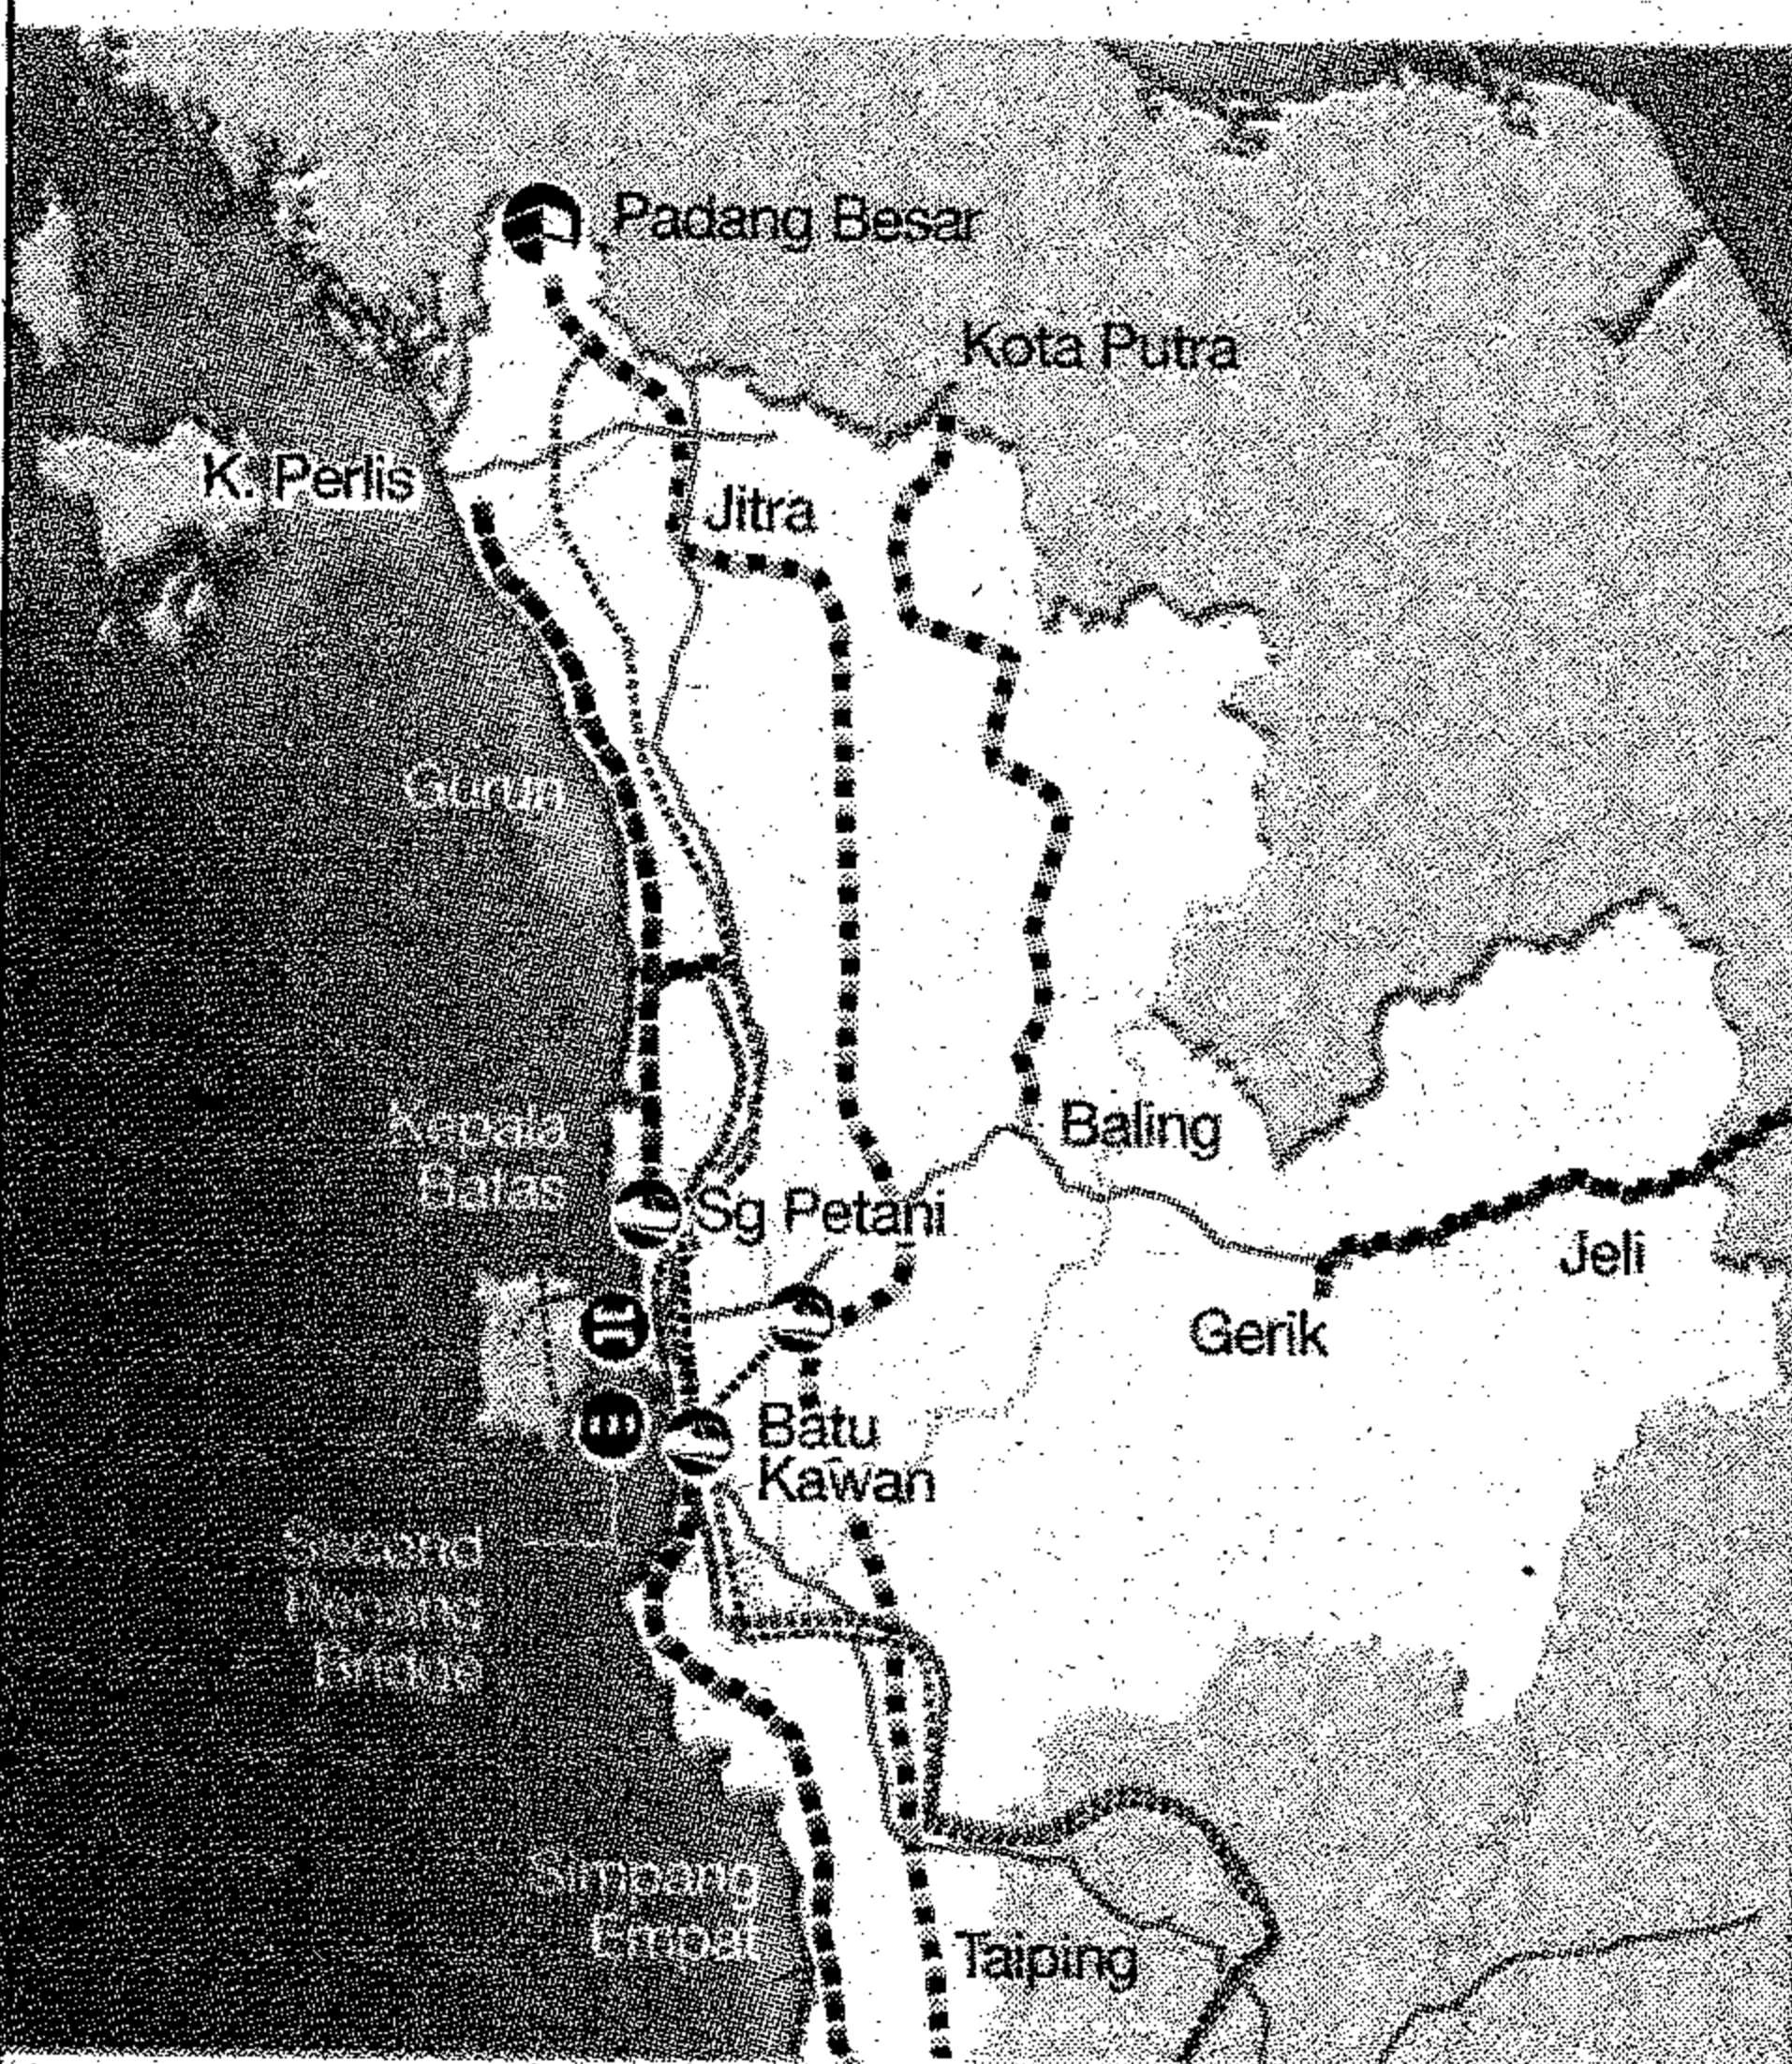 Padang Besar
Kota Putra
K. Perlis
Jitra
Gurun
Kepala
Batas
Baling
Sg Petani
Jeli
Gerik
Batu
Kawan
Second
Penang
Bridge
Simpang
Empat
Taiping